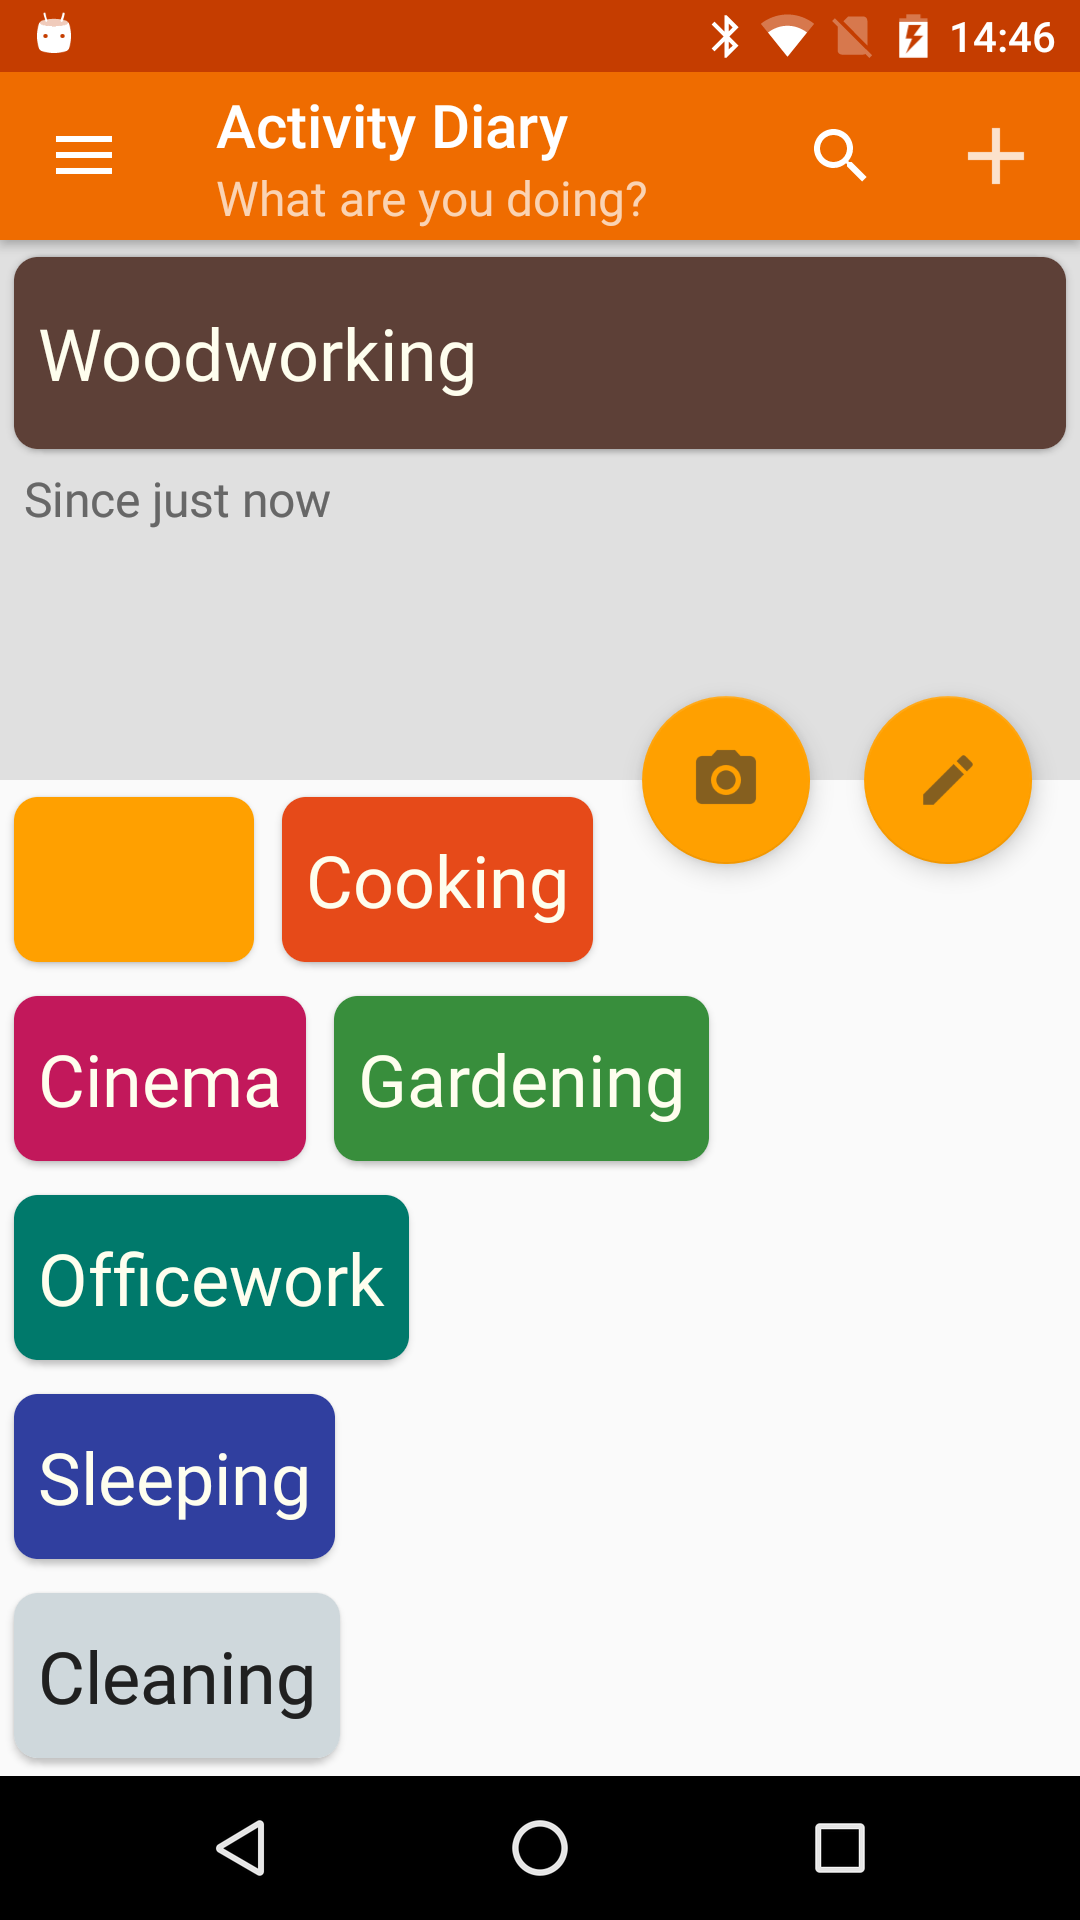 14:46
Activity Diary
What are you doing?
Woodworking
Since just now
Cooking
Cinema Gardening
Officework
Sleeping
Cleaning